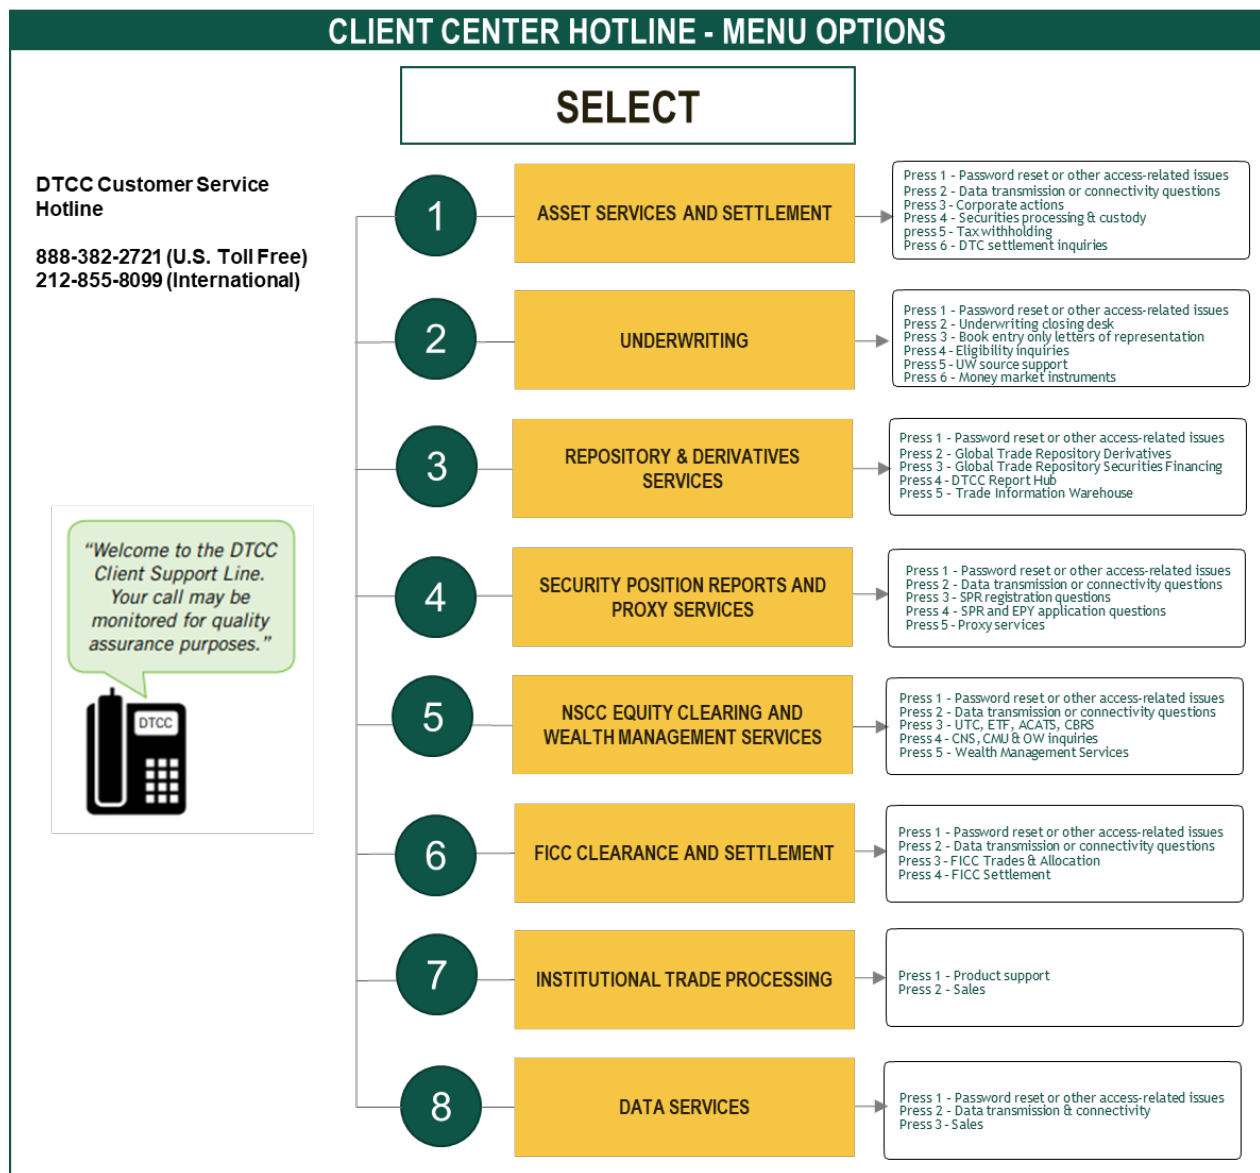 CLIENT CENTER HOTLINE - MENU OPTIONS
SELECT
DTCC Customer Service
Hotline
888-382-2721 (U.S. Toll Free)
212-855-8099 (International)
1
ASSET SERVICES AND SETTLEMENT
Press 1 - Password reset or other access-related issues
Press 2 - Data transmission or connectivity questions
Press 3 - Corporate actions
Press 4 - Securities processing & custody
press 5 - Tax withholding
Press 6 - DTC settlement inquiries
2
UNDERWRITING
Press 1 - Password reset or other access-related issues
Press 2 - Underwriting closing desk
Press 3 - Book entry only letters of representation
Press 4 - Eligibility inquiries
Press 5 - UW source support
Press 6 - Money market instruments
3
REPOSITORY & DERIVATIVES
SERVICES
Press 1 - Password reset or other access-related issues
Press 2 - Global Trade Repository Derivatives
Press 3 - Global Trade Repository Securities Financing
Press 4 - DTCC Report Hub
Press 5 - Trade Information Warehouse
"Welcome to the DTCC
Client Support Line.
Your call may be
monitored for quality
assurance purposes."
DTCC
4
SECURITY POSITION REPORTS AND
PROXY SERVICES
Press 1 - Password reset or other access-related issues
Press 2 - Data transmission or connectivity questions
Press 3 - SPR registration questions
Press 4 - SPR and EPY application questions
Press 5 - Proxy services
5
NSCC EQUITY CLEARING AND
WEALTH MANAGEMENT SERVICES
Press 1 - Password reset or other access-related issues
Press 2 - Data transmission or connectivity questions
Press 3 - UTC, ETF, ACATS, CBRS
Press 4 - CNS, CMU & OW inquiries
Press 5 - Wealth Management Services
6
FICC CLEARANCE AND SETTLEMENT
Press 1 - Password reset or other access-related issues
Press 2 - Data transmission or connectivity questions
Press 3 - FICC Trades & Allocation
Press 4 - FICC Settlement
7
INSTITUTIONAL TRADE PROCESSING
Press 1 - Product support
Press 2 - Sales
8
DATA SERVICES
Press 1 - Password reset or other access-related issues
Press 2 - Data transmission & connectivity
Press 3 - Sales